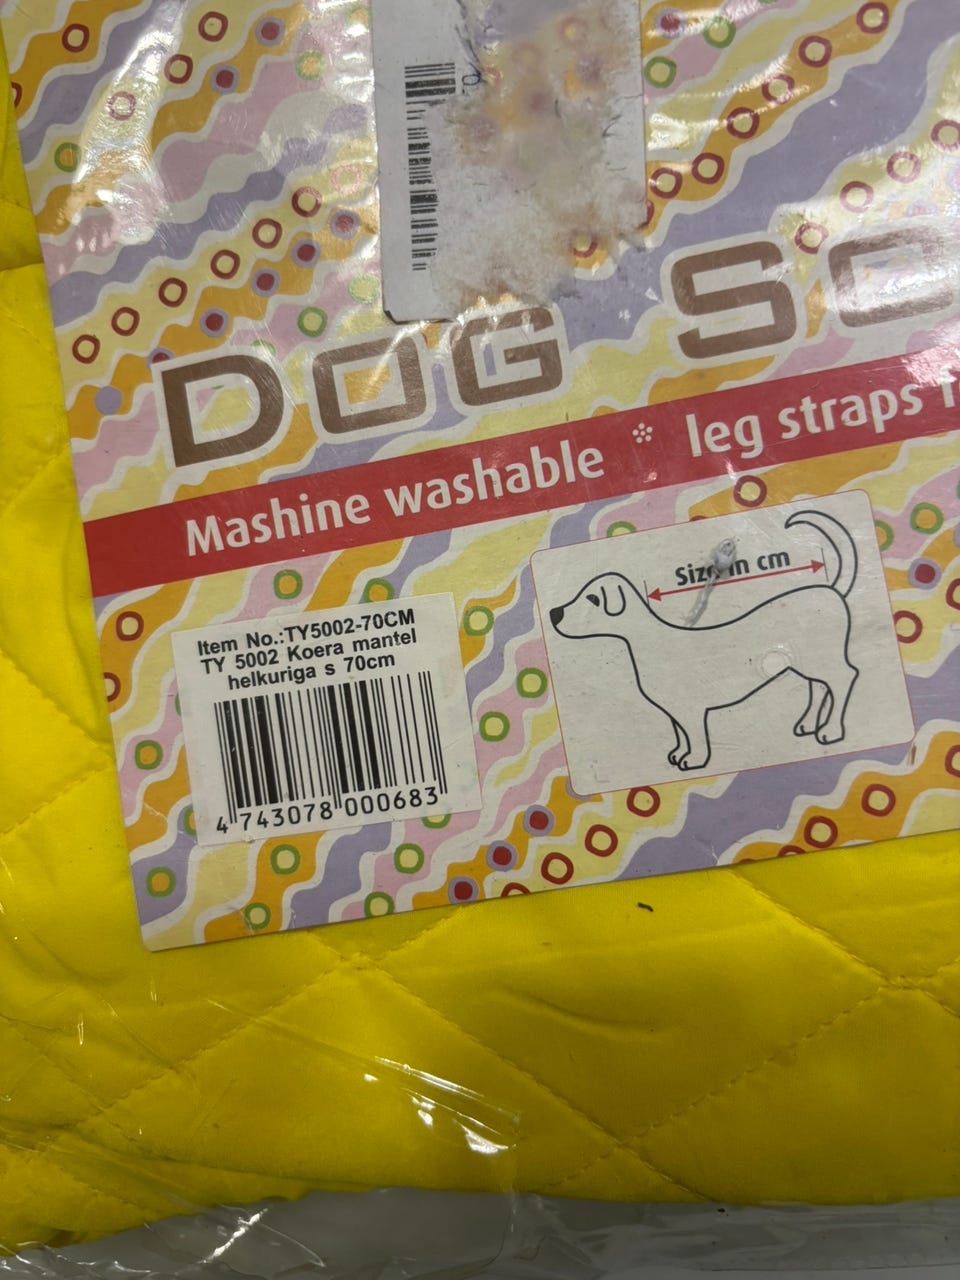 DOG SO
Mashine washable leg straps f
Size in cm
Item No.:TY5002-70CM
TY 5002 Koera mantel
helkuriga s 70cm
4 743078 000683